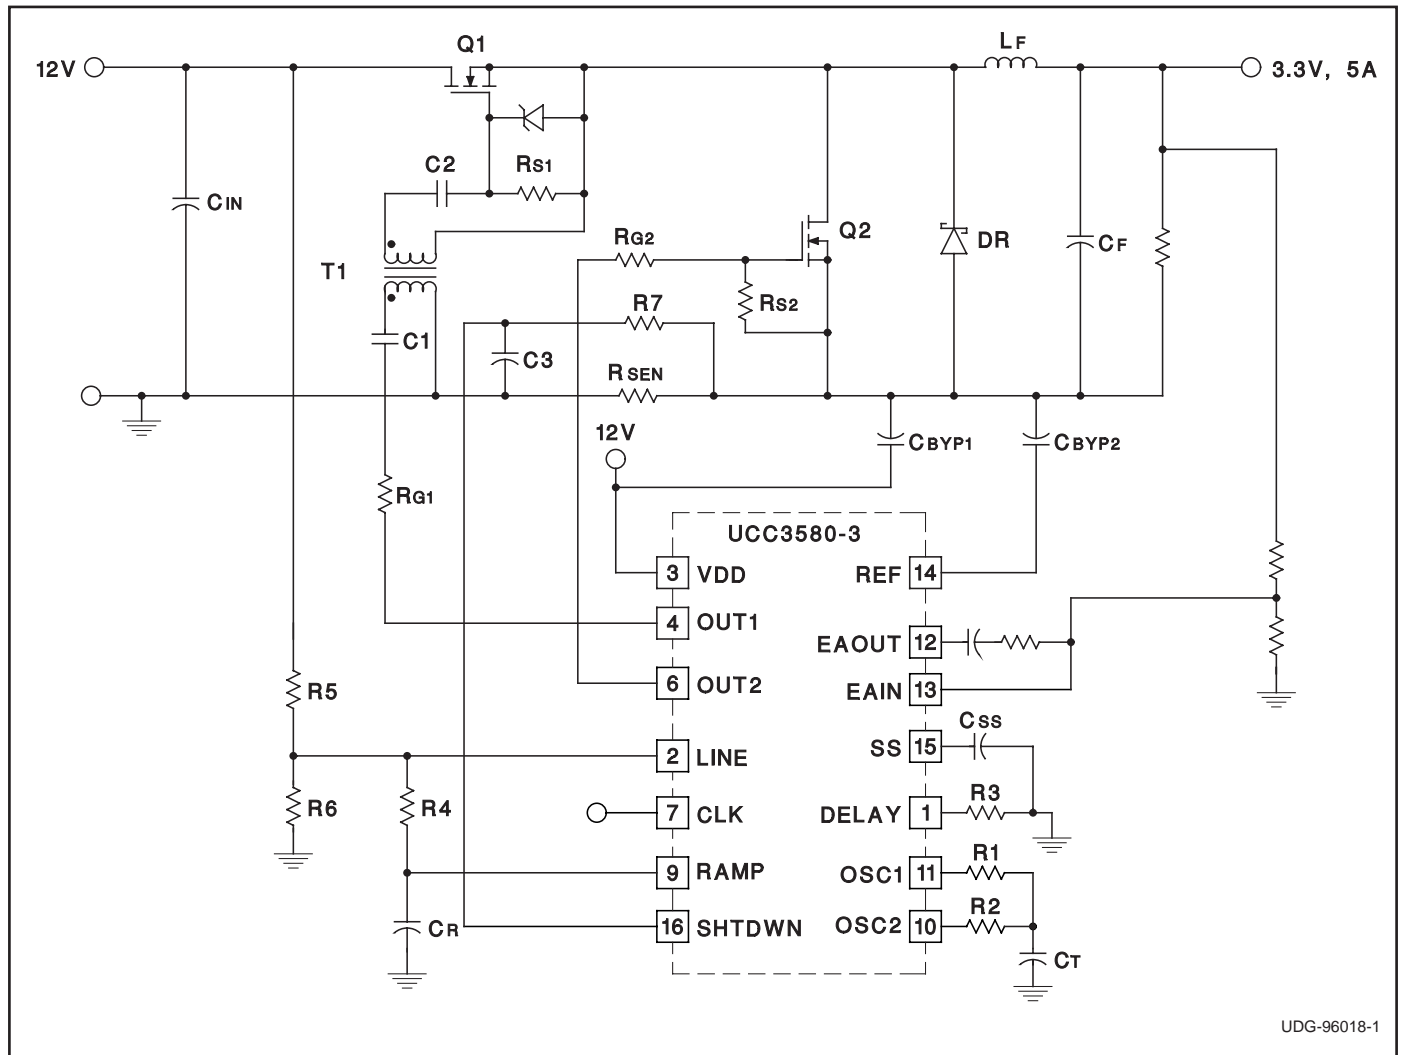 Q1
LF
12V
3.3V, 5A
C2
RS1
CIN
RG2
Q2
DR
CF
T1
R7
RS2
C1
C3
RSEN
12V
CBYP1
CBYP2
RG1
UCC3580-3
3 VDD
REF 14
4 OUT1
EAOUT 12
6 OUT2
EAIN 13
R5
CSS
2 LINE
SS 15
R6
R4
7 CLK
DELAY 1
R3
R1
9 RAMP
OSC1 11
R2
CR
16 SHTDWN
OSC2 10
CT
UDG-96018-1